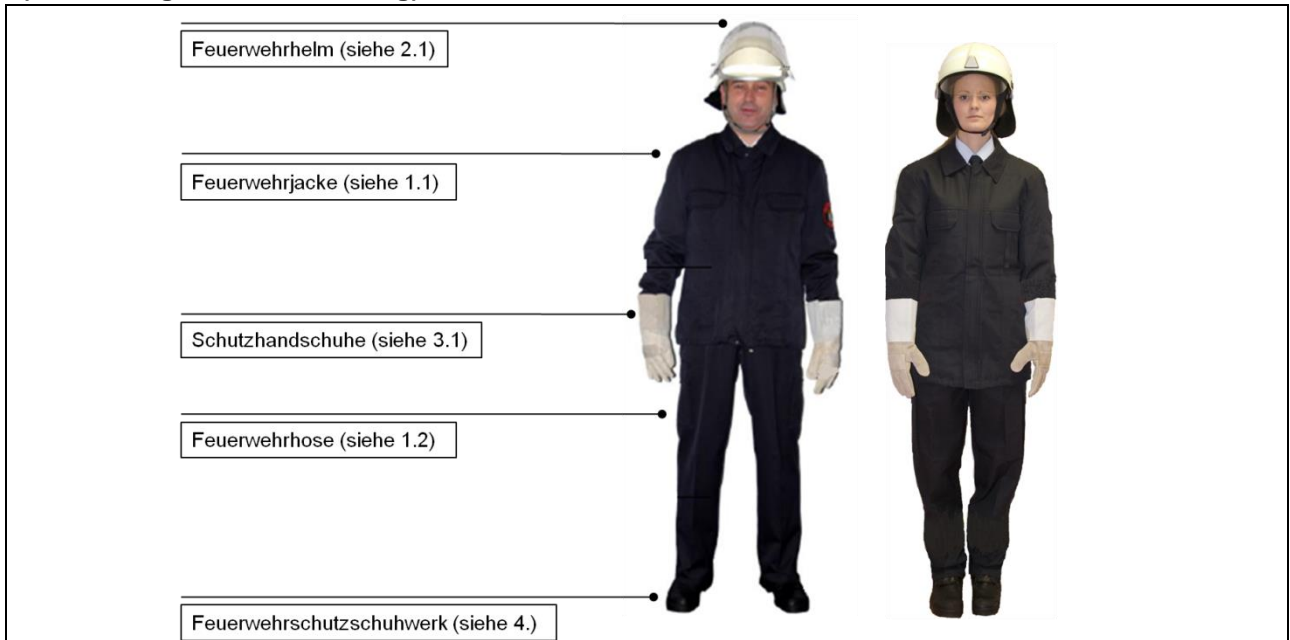 Feuerwehrhelm (siehe 2.1)
Feuerwehrjacke (siehe 1.1)
Schutzhandschuhe (siehe 3.1)
Feuerwehrhose (siehe 1.2)
Feuerwehrschutzschuhwerk (siehe 4.)